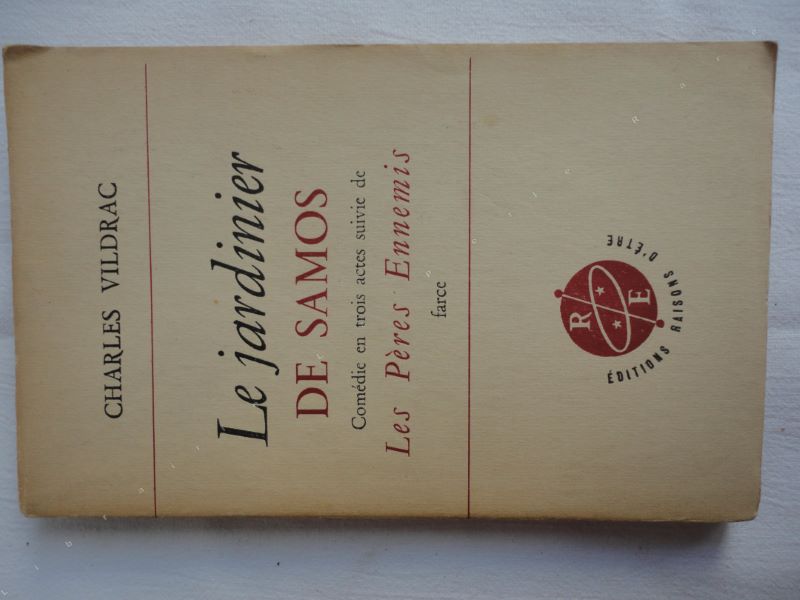 CHARLES VILDRAC
Le jardinier
DE SAMOS
Comédie en trois actes suivie de
Les Pères Ennemis
farce
R E
ÉDITIONS RAISONS D'ÊTRE